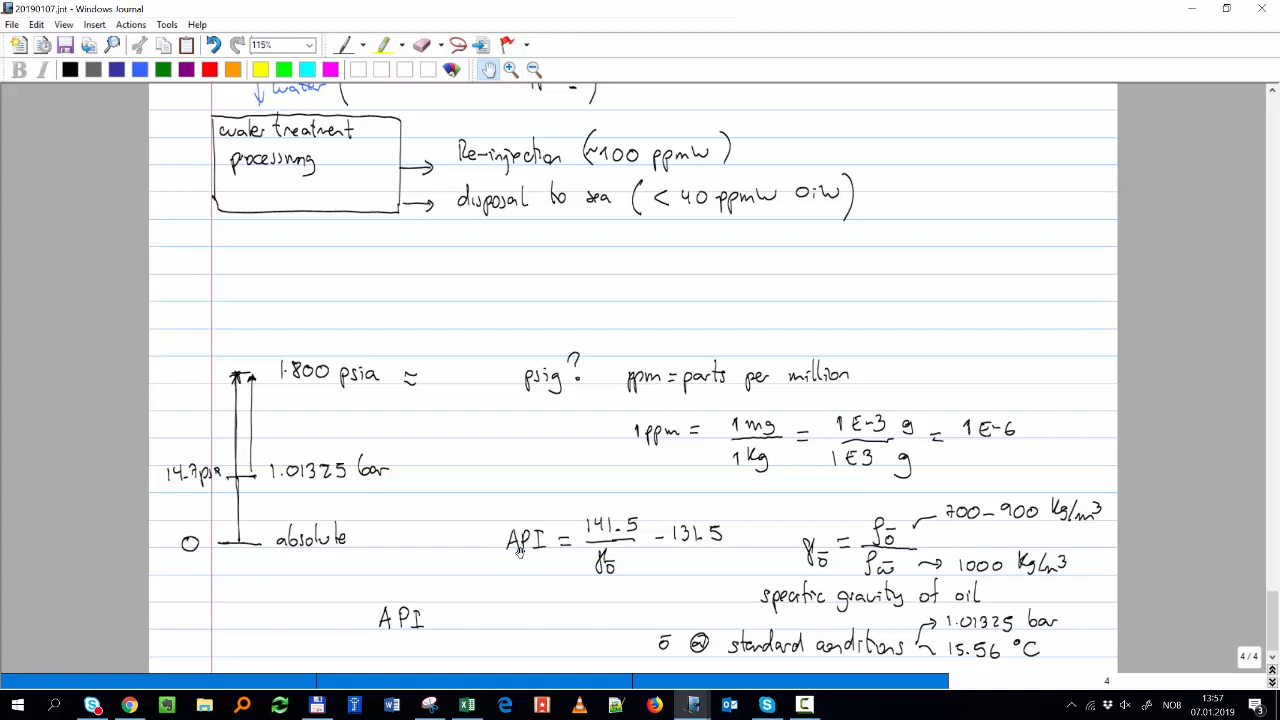 20190107.jnt - Windows Journal
File Edit View Insert Actions Tools Help
115%
B I
↓ water (
water treatment
processing
→ Re-injection (~100 ppmW)
→ disposal to sea (< 40 ppmW OiW)
1.800 psia ≈ psig? ppm = parts per million
1 ppm = 1 mg / 1 Kg = 1E-3 g / 1E3 g = 1E-6
14.7 psia 1.01325 bar
0 absolute
API = 141.5 / γō - 131.5
γō = ρō / ρw̄
700-900 Kg/m³
→ 1000 Kg/m³
specific gravity of oil
API
ō @ standard conditions → 1.01325 bar
15.56 °C
4 / 4
4
NOB
13:57
07.01.2019
3